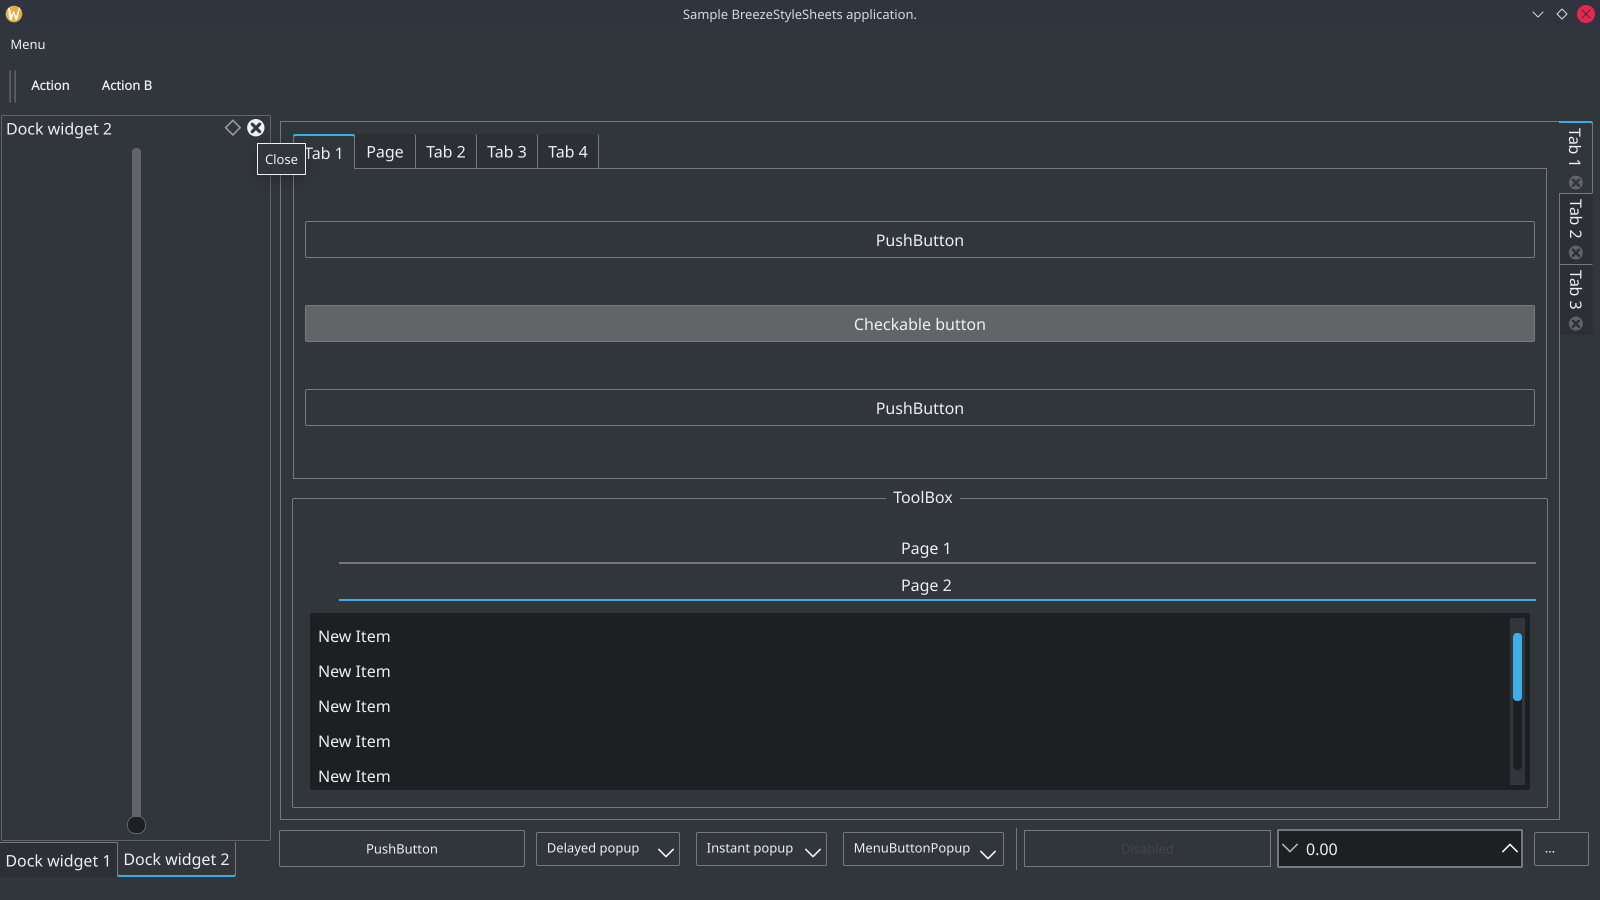 Sample BreezeStyleSheets application.
Menu
Action Action B
Dock widget 2
Close
Tab 1 Page Tab 2 Tab 3 Tab 4
Tab 1
Tab 2
Tab 3
PushButton
Checkable button
PushButton
ToolBox
Page 1
Page 2
New Item
New Item
New Item
New Item
New Item
Dock widget 1 Dock widget 2
PushButton Delayed popup Instant popup MenuButtonPopup Disabled 0.00 ...